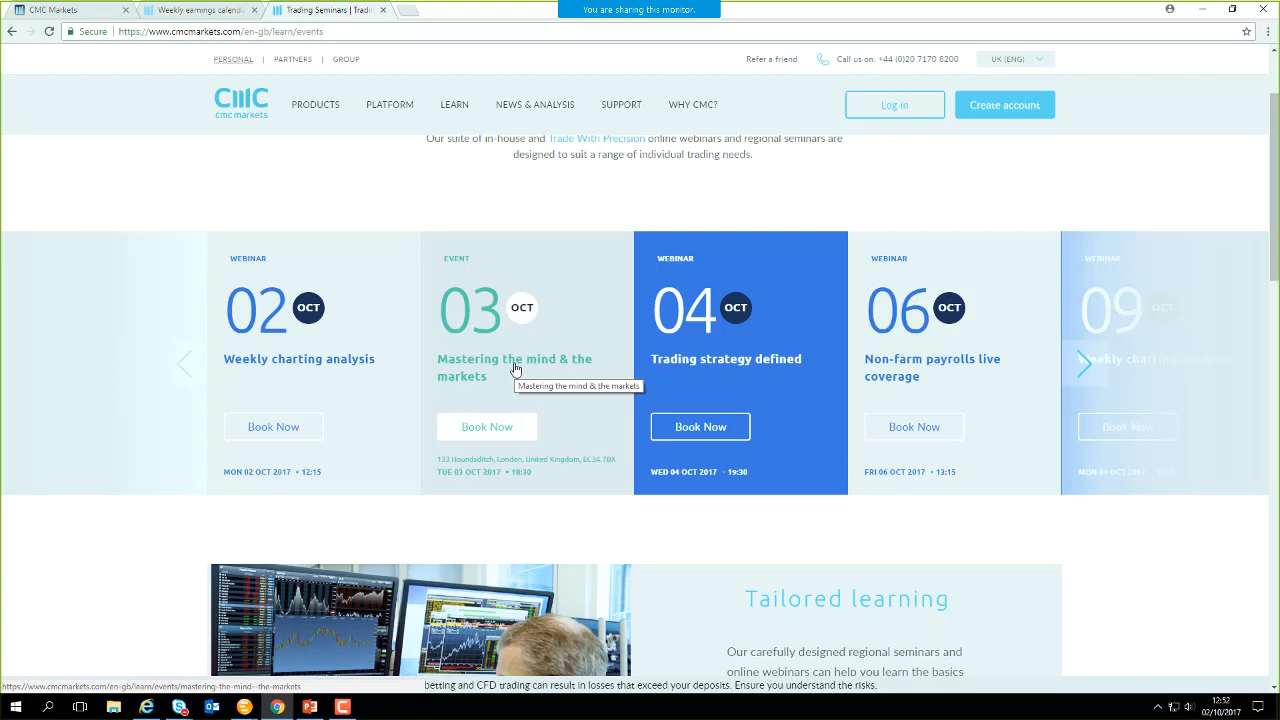 CMC Markets
Weekly earnings calenda
Trading Seminars | Tradi
You are sharing this monitor.
Secure
https://www.cmcmarkets.com/en-gb/learn/events
PERSONAL
PARTNERS
GROUP
Refer a friend
Call us on: +44 (0)20 7170 8200
UK (ENG)
cmc markets
PRODUCTS
PLATFORM
LEARN
NEWS & ANALYSIS
SUPPORT
WHY CMC?
Log in
Create account
Our suite of in-house and Trade With Precision online webinars and regional seminars are
designed to suit a range of individual trading needs.
WEBINAR
02 OCT
Weekly charting analysis
Book Now
MON 02 OCT 2017 • 12:15
EVENT
03 OCT
Mastering the mind & the
markets
Mastering the mind & the markets
Book Now
133 Houndsditch, London, United Kingdom, EC3A 7BX
TUE 03 OCT 2017 • 18:30
WEBINAR
04 OCT
Trading strategy defined
Book Now
WED 04 OCT 2017 • 19:30
WEBINAR
06 OCT
Non-farm payrolls live
coverage
Book Now
FRI 06 OCT 2017 • 13:15
WEBINAR
09 OCT
Weekly
Book Now
MON 09 OCT 2017
Tailored learning
Our carefully designed regional seminars and
online webinars can help you learn the basics
https://www.cmcmarkets.com/en-gb/learn/events/mastering-the-mind--the-markets
betting and CFD trading can result in losses that exceed your deposits. Ensure you understand the risks.
12:52
02/10/2017